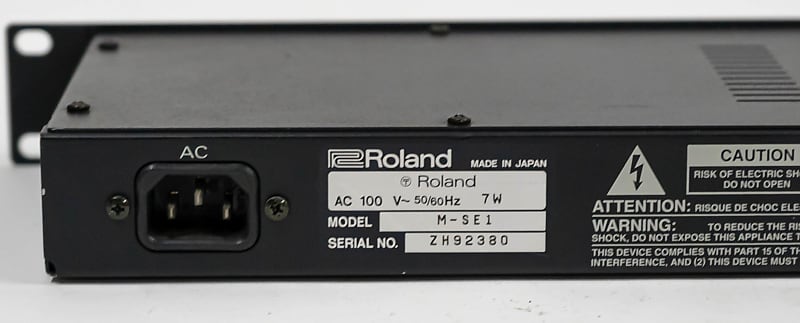 AC
Roland MADE IN JAPAN
Roland
AC 100 V~ 50/60Hz 7W
MODEL M-SE1
SERIAL NO. ZH92380
CAUTION
RISK OF ELECTRIC SHO
DO NOT OPEN
ATTENTION: RISQUE DE CHOC ELE
WARNING: TO REDUCE THE RIS
SHOCK, DO NOT EXPOSE THIS APPLIANCE T
THIS DEVICE COMPLIES WITH PART 15 OF TH
INTERFERENCE, AND (2) THIS DEVICE MUST